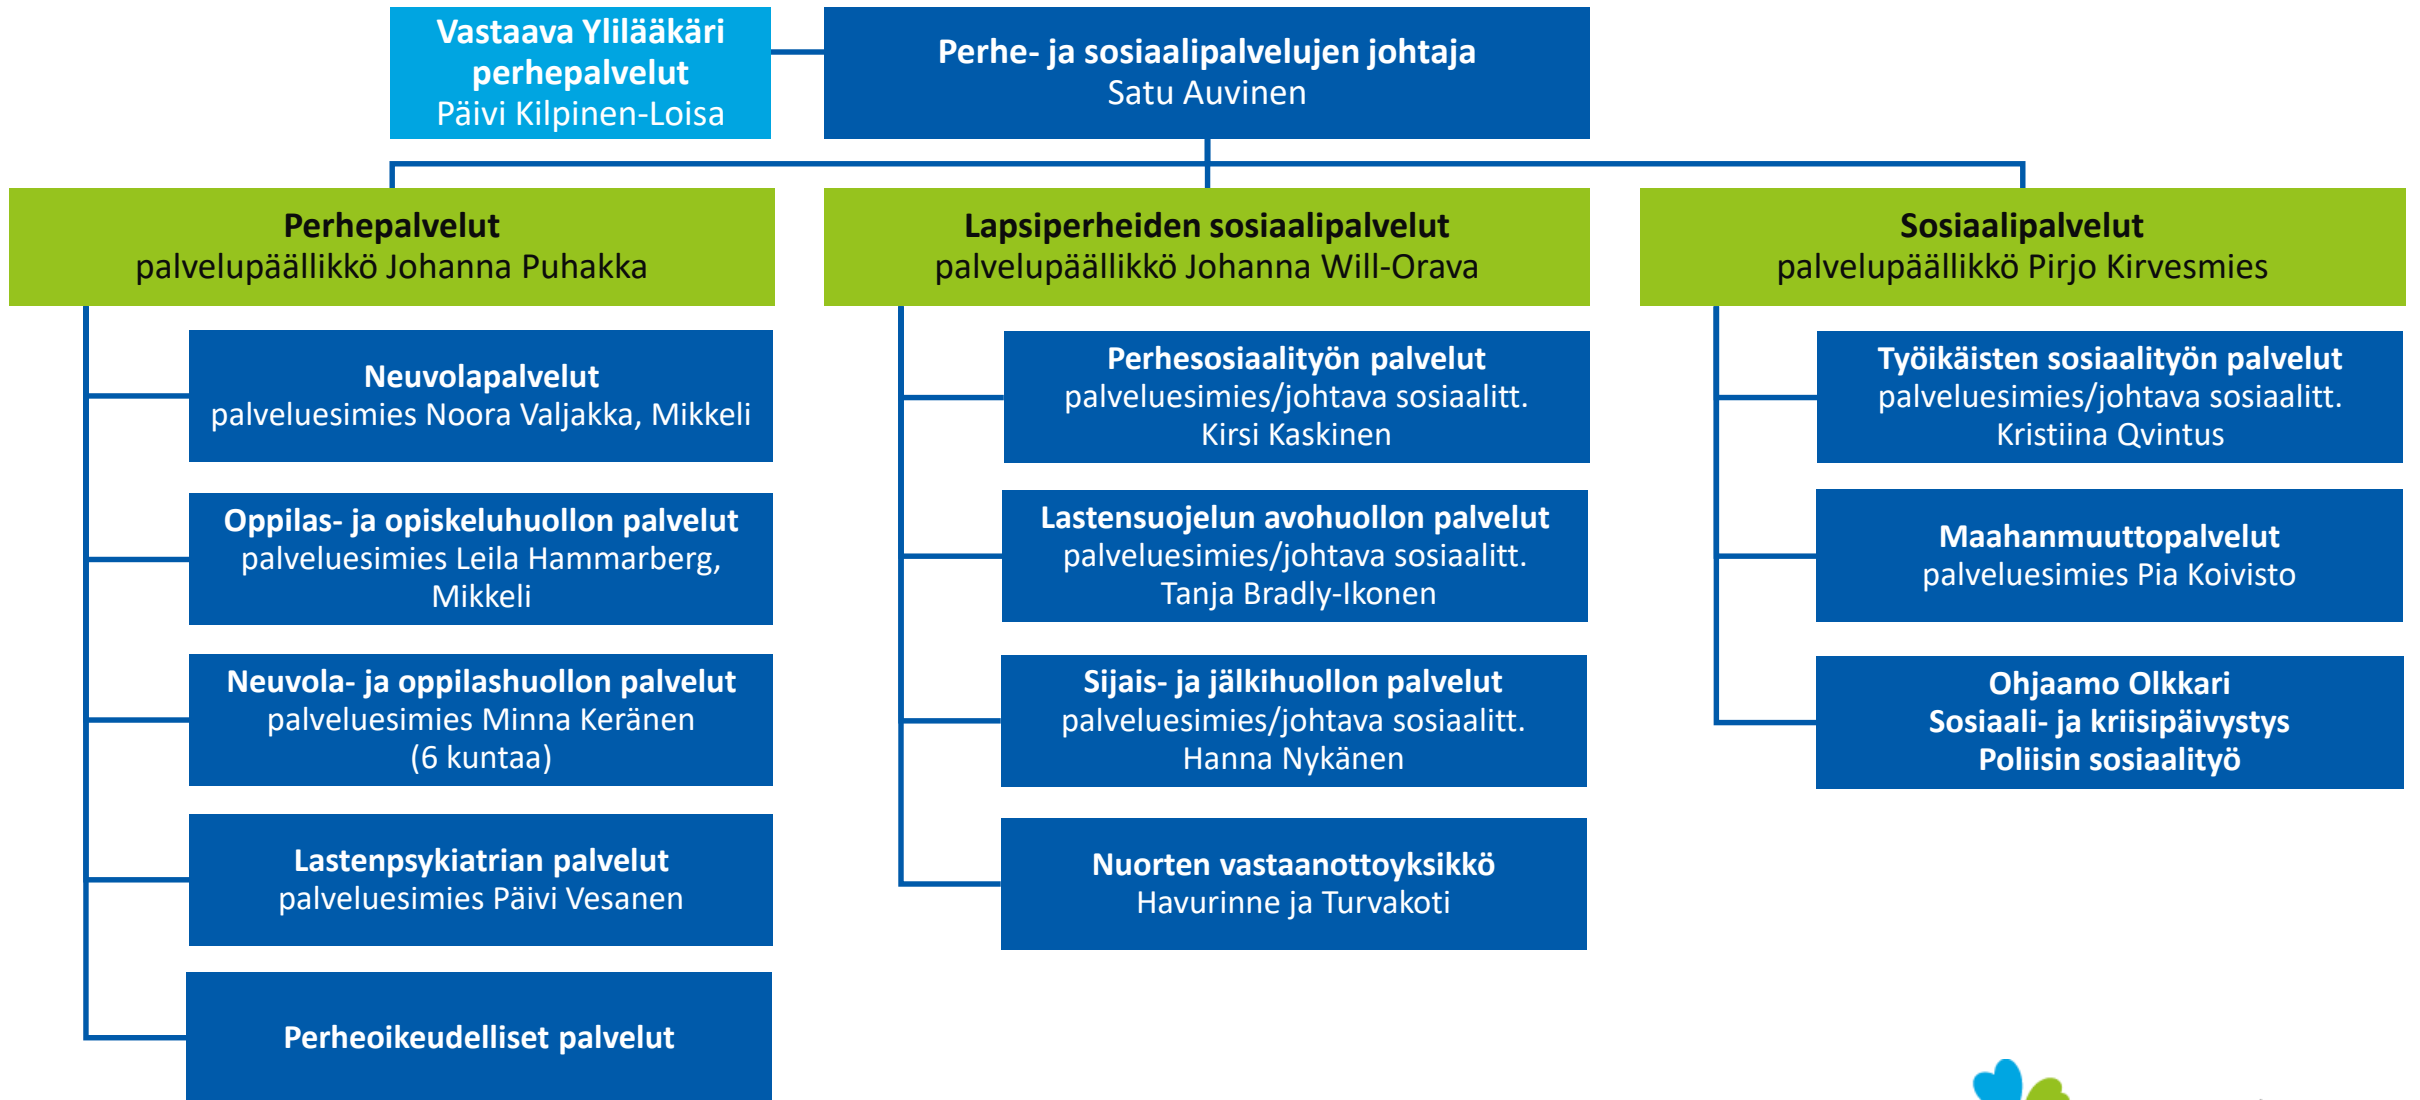 Vastaava Ylilääkäri
perhepalvelut
Päivi Kilpinen-Loisa
Perhe- ja sosiaalipalvelujen johtaja
Satu Auvinen
Perhepalvelut
palvelupäällikkö Johanna Puhakka
Neuvolapalvelut
palveluesimies Noora Valjakka, Mikkeli
Oppilas- ja opiskeluhuollon palvelut
palveluesimies Leila Hammarberg,
Mikkeli
Neuvola- ja oppilashuollon palvelut
palveluesimies Minna Keränen
(6 kuntaa)
Lastenpsykiatrian palvelut
palveluesimies Päivi Vesanen
Perheoikeudelliset palvelut
Lapsiperheiden sosiaalipalvelut
palvelupäällikkö Johanna Will-Orava
Perhesosiaalityön palvelut
palveluesimies/johtava sosiaalitt.
Kirsi Kaskinen
Lastensuojelun avohuollon palvelut
palveluesimies/johtava sosiaalitt.
Tanja Bradly-Ikonen
Sijais- ja jälkihuollon palvelut
palveluesimies/johtava sosiaalitt.
Hanna Nykänen
Nuorten vastaanottoyksikkö
Havurinne ja Turvakoti
Sosiaalipalvelut
palvelupäällikkö Pirjo Kirvesmies
Työikäisten sosiaalityön palvelut
palveluesimies/johtava sosiaalitt.
Kristiina Qvintus
Maahanmuuttopalvelut
palveluesimies Pia Koivisto
Ohjaamo Olkkari
Sosiaali- ja kriisipäivystys
Poliisin sosiaalityö